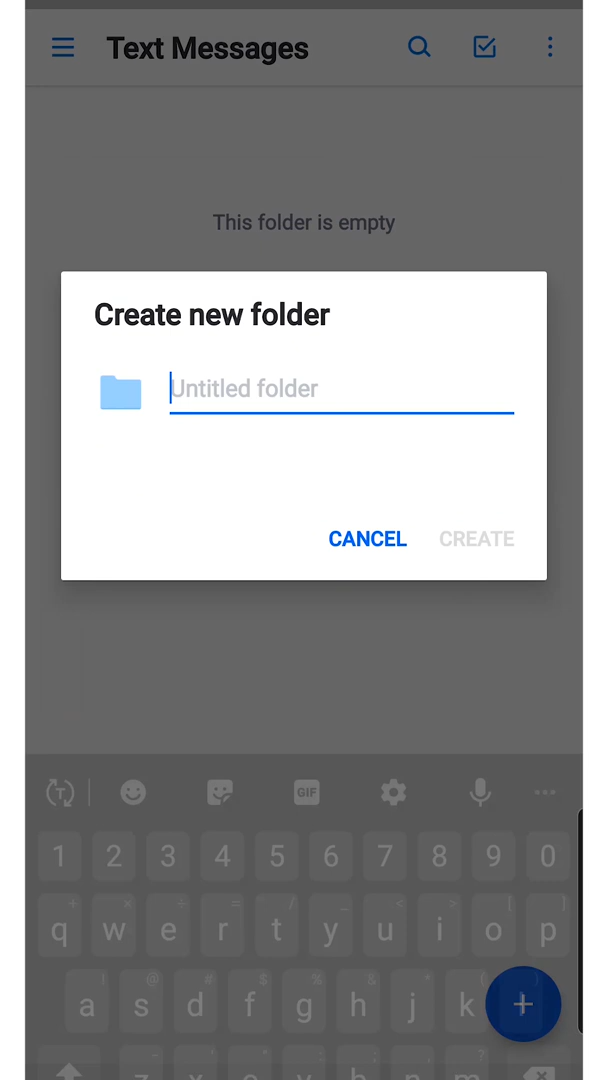 Text Messages
This folder is empty
Create new folder
Untitled folder
CANCEL CREATE
GIF
1 2 3 4 5 6 7 8 9 0
q w e r t y u i o p
a s d f g h j k
z x c v b n m